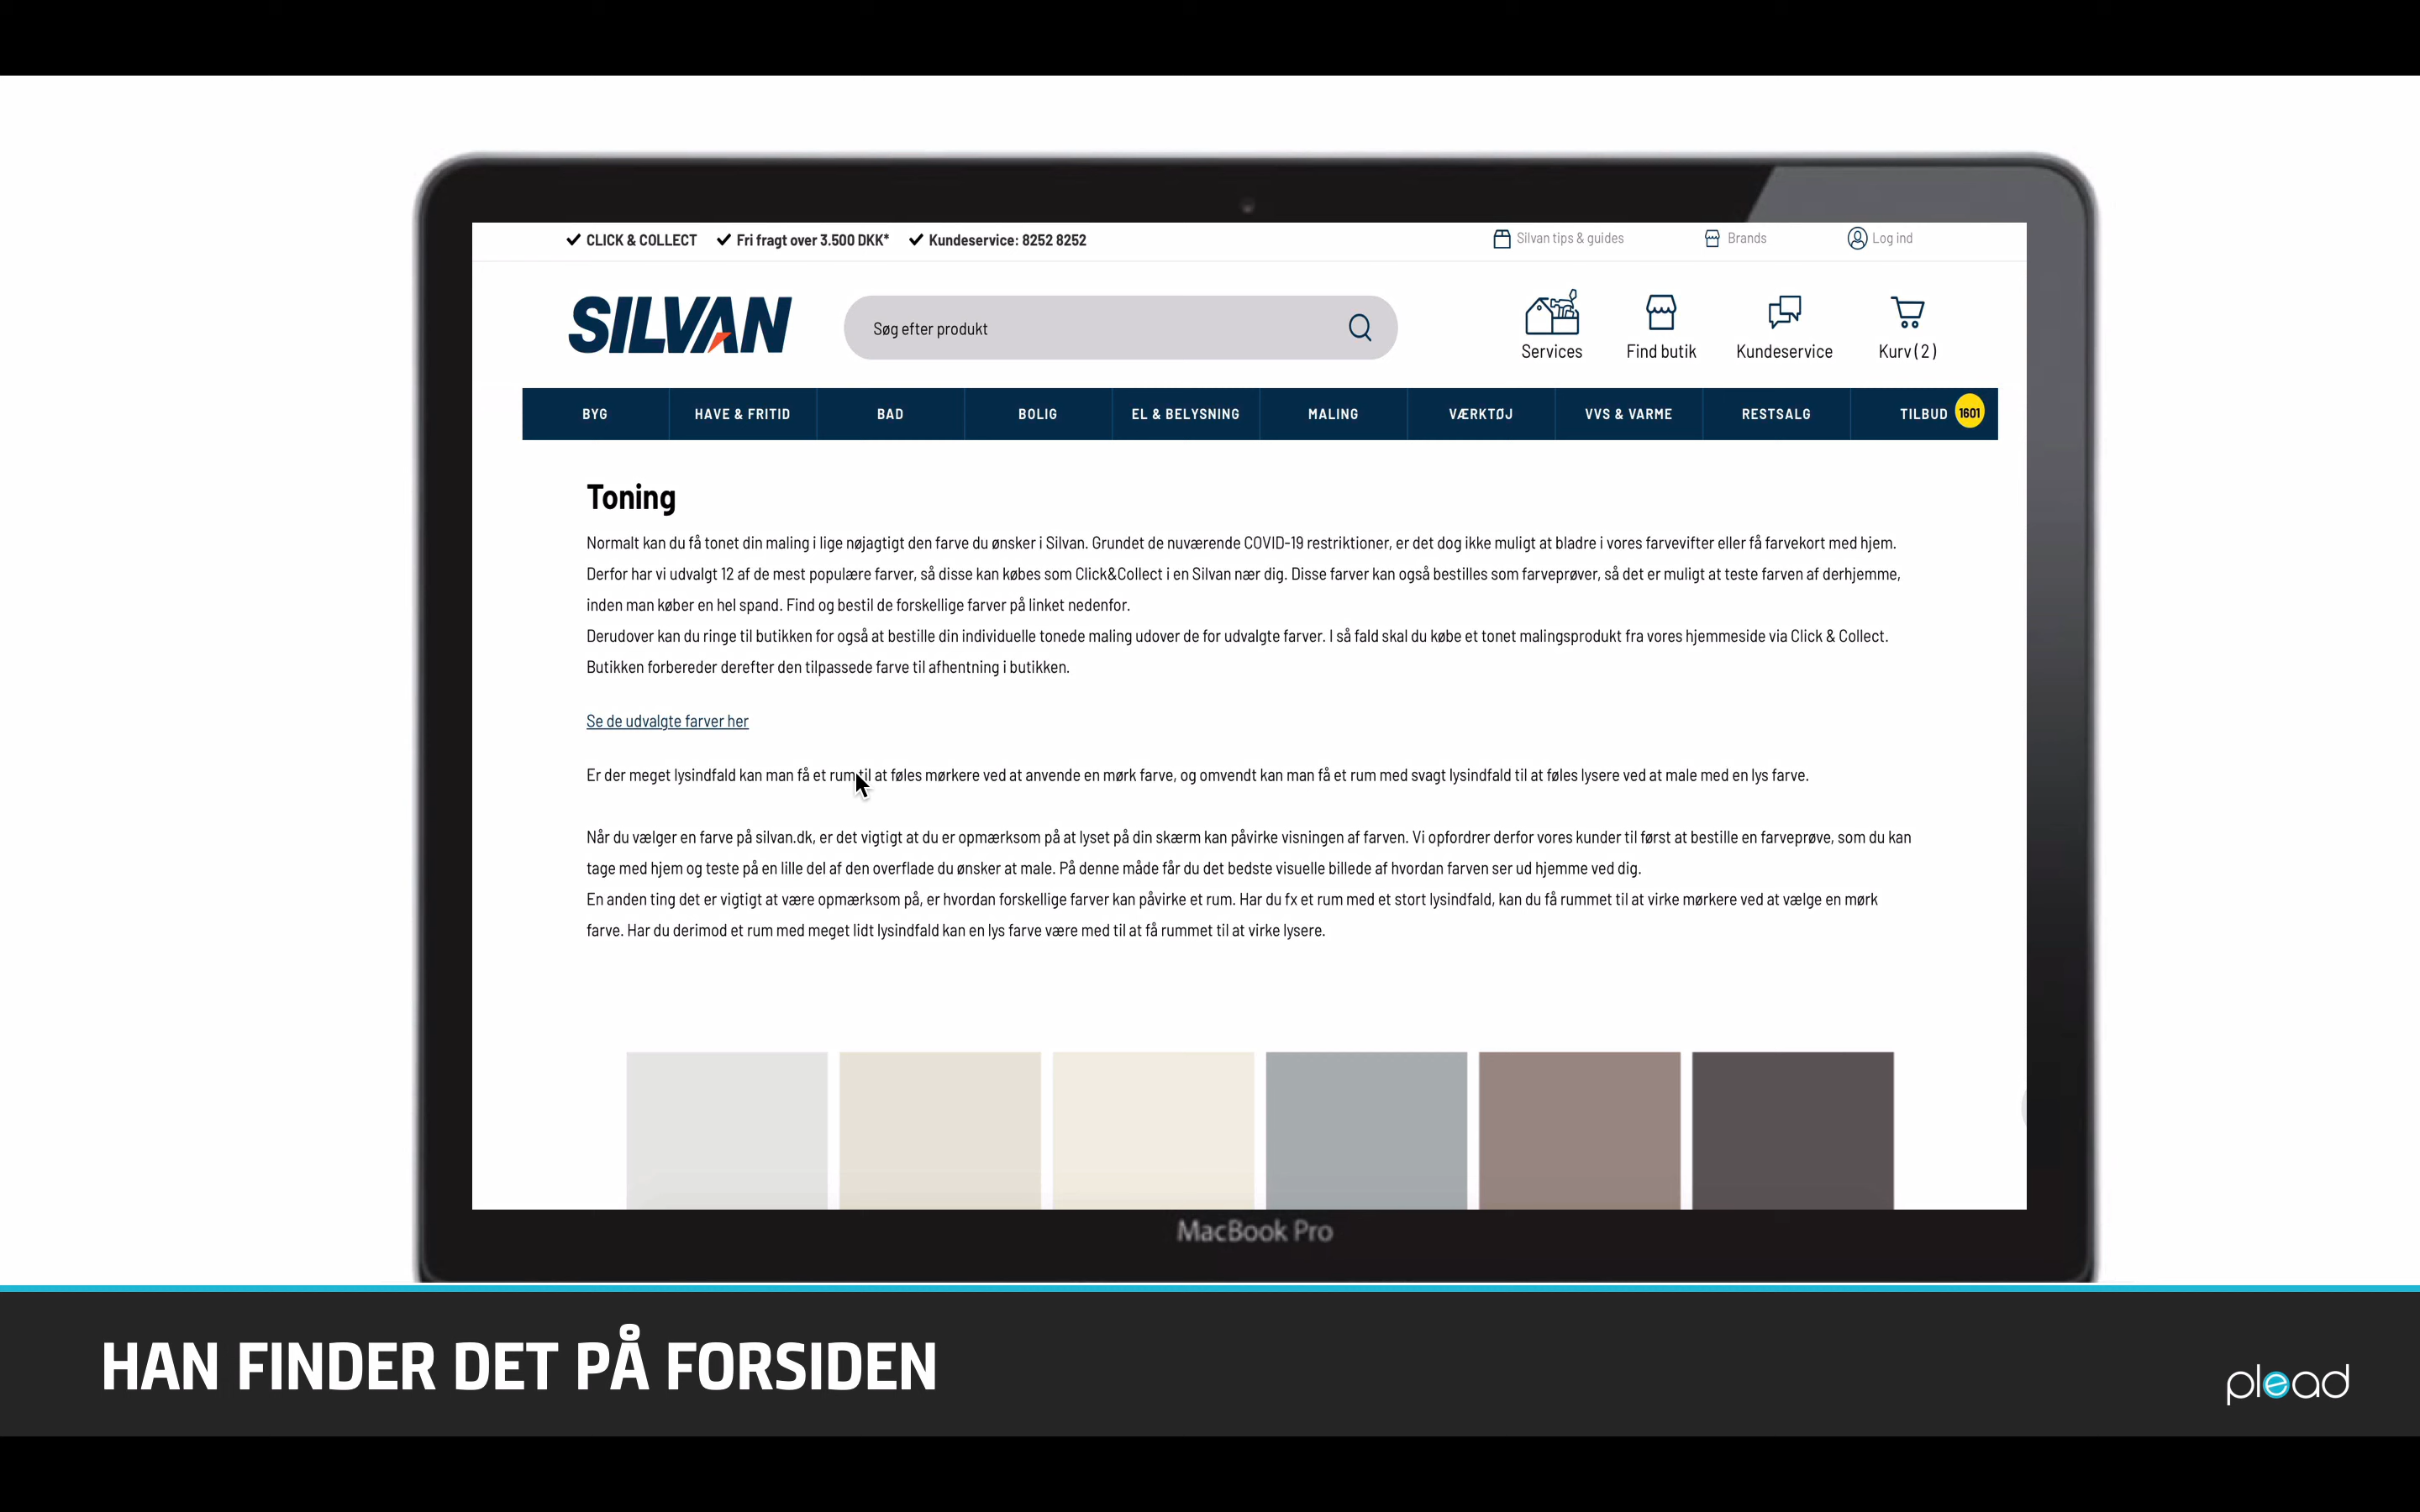 CLICK & COLLECT Fri fragt over 3.500 DKK* Kundeservice: 8252 8252 Silvan tips & guides Brands Log ind
SILVAN Søg efter produkt
Services Find butik Kundeservice Kurv ( 2 )
BYG HAVE & FRITID BAD BOLIG EL & BELYSNING MALING VÆRKTØJ VVS & VARME RESTSALG TILBUD 1601
Toning
Normalt kan du få tonet din maling i lige nøjagtigt den farve du ønsker i Silvan. Grundet de nuværende COVID-19 restriktioner, er det dog ikke muligt at bladre i vores farvevifter eller få farvekort med hjem.
Derfor har vi udvalgt 12 af de mest populære farver, så disse kan købes som Click&Collect i en Silvan nær dig. Disse farver kan også bestilles som farveprøver, så det er muligt at teste farven af derhjemme,
inden man køber en hel spand. Find og bestil de forskellige farver på linket nedenfor.
Derudover kan du ringe til butikken for også at bestille din individuelle tonede maling udover de for udvalgte farver. I så fald skal du købe et tonet malingsprodukt fra vores hjemmeside via Click & Collect.
Butikken forbereder derefter den tilpassede farve til afhentning i butikken.
Se de udvalgte farver her
Er der meget lysindfald kan man få et rum til at føles mørkere ved at anvende en mørk farve, og omvendt kan man få et rum med svagt lysindfald til at føles lysere ved at male med en lys farve.
Når du vælger en farve på silvan.dk, er det vigtigt at du er opmærksom på at lyset på din skærm kan påvirke visningen af farven. Vi opfordrer derfor vores kunder til først at bestille en farveprøve, som du kan
tage med hjem og teste på en lille del af den overflade du ønsker at male. På denne måde får du det bedste visuelle billede af hvordan farven ser ud hjemme ved dig.
En anden ting det er vigtigt at være opmærksom på, er hvordan forskellige farver kan påvirke et rum. Har du fx et rum med et stort lysindfald, kan du få rummet til at virke mørkere ved at vælge en mørk
farve. Har du derimod et rum med meget lidt lysindfald kan en lys farve være med til at få rummet til at virke lysere.
MacBook Pro
HAN FINDER DET PÅ FORSIDEN
plead